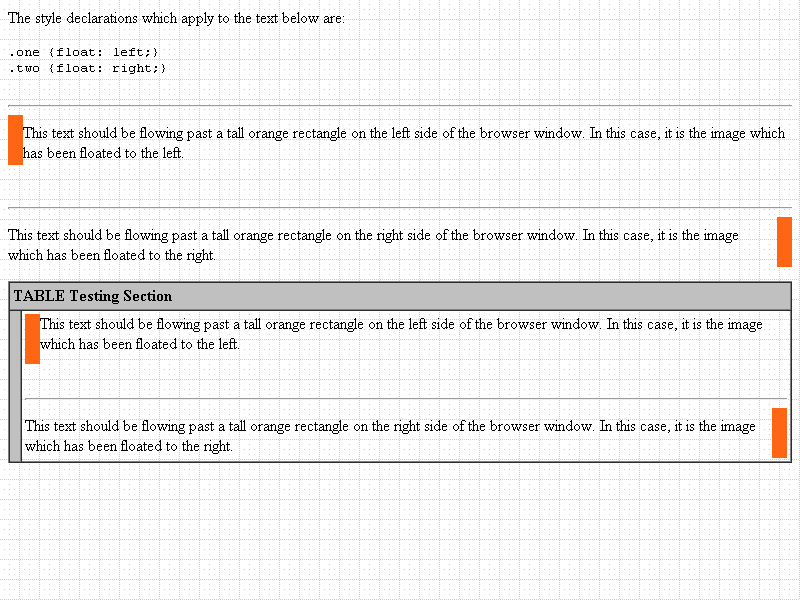 The style declarations which apply to the text below are:
.one {float: left;}
.two {float: right;}
This text should be flowing past a tall orange rectangle on the left side of the browser window. In this case, it is the image which
has been floated to the left.
This text should be flowing past a tall orange rectangle on the right side of the browser window. In this case, it is the image
which has been floated to the right.
TABLE Testing Section
This text should be flowing past a tall orange rectangle on the left side of the browser window. In this case, it is the image
which has been floated to the left.
This text should be flowing past a tall orange rectangle on the right side of the browser window. In this case, it is the image
which has been floated to the right.